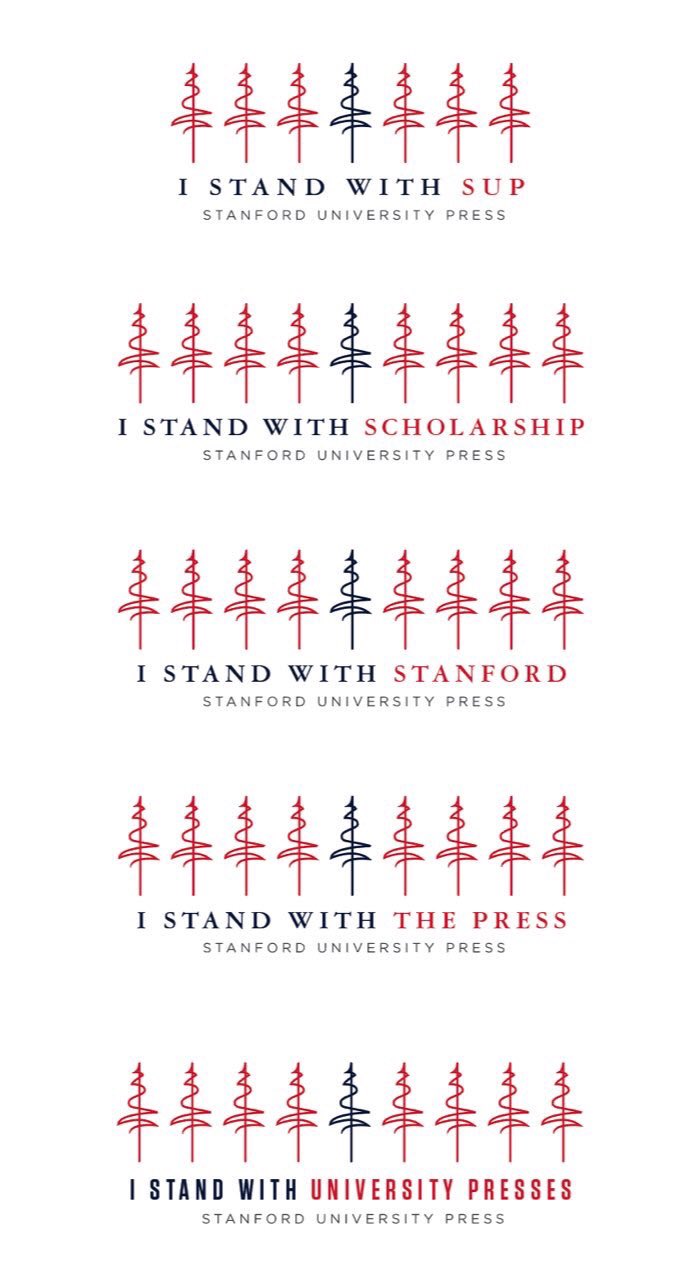 I STAND WITH SUP
STANFORD UNIVERSITY PRESS
I STAND WITH SCHOLARSHIP
STANFORD UNIVERSITY PRESS
I STAND WITH STANFORD
STANFORD UNIVERSITY PRESS
I STAND WITH THE PRESS
STANFORD UNIVERSITY PRESS
I STAND WITH UNIVERSITY PRESSES
STANFORD UNIVERSITY PRESS